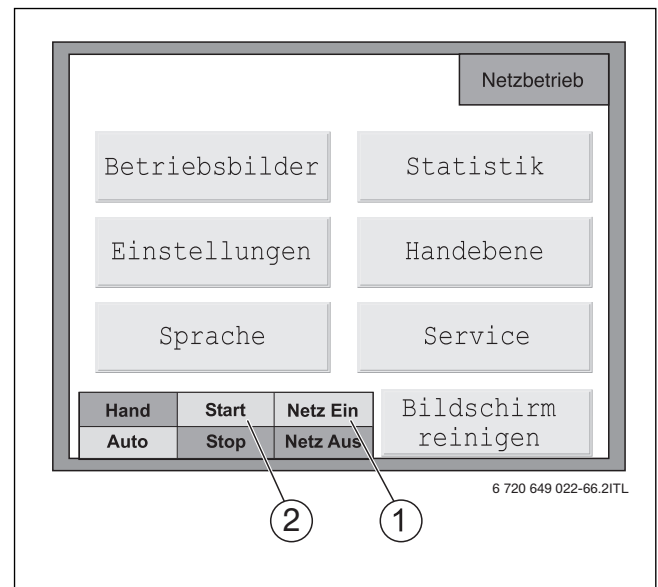 Netzbetrieb
Betriebsbilder
Statistik
Einstellungen
Handebene
Sprache
Service
Hand
Start
Netz Ein
Bildschirm
reinigen
Auto
Stop
Netz Aus
6 720 649 022-66.2ITL
2
1